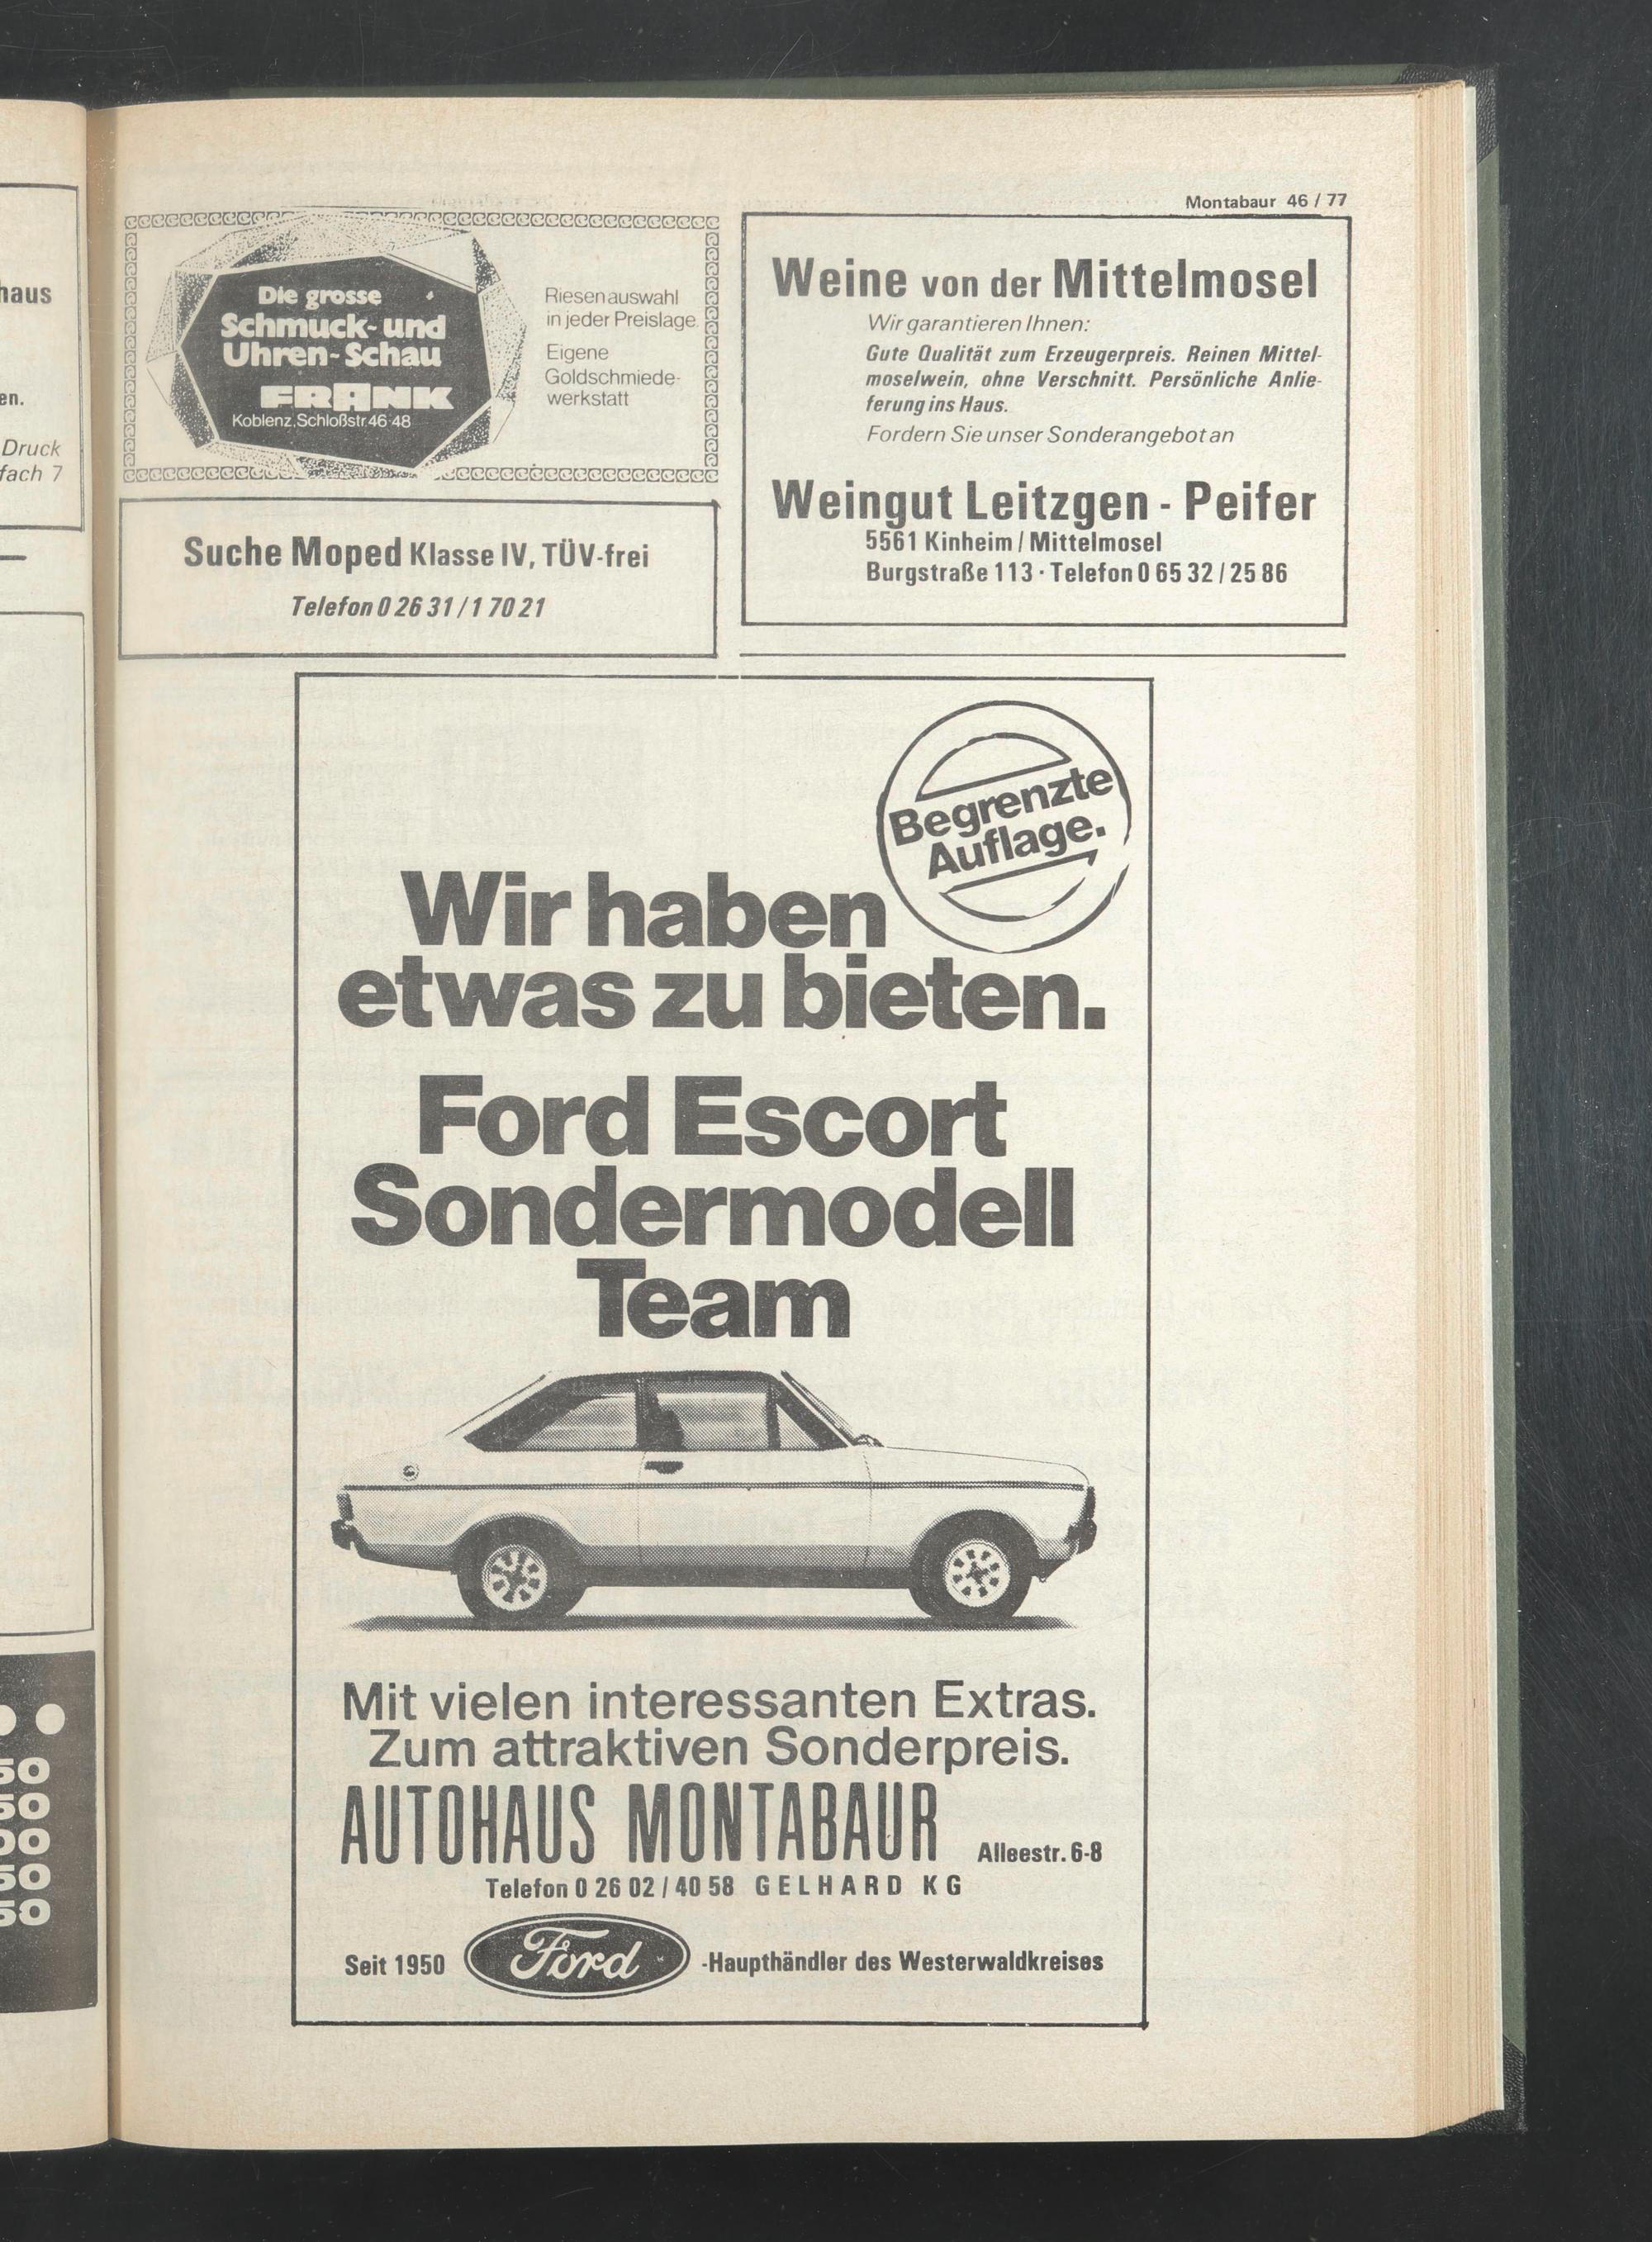 haus
en.
Druck
fach 7
50
50
00
50
50
Montabaur 46 / 77
Die grosse
Schmuck- und
Uhren-Schau
FRANK
Koblenz, Schloßstr. 46-48
Riesenauswahl
in jeder Preislage
Eigene
Goldschmiede-
werkstatt
Suche Moped Klasse IV, TÜV-frei
Telefon 0 26 31 / 1 70 21
Weine von der Mittelmosel
Wir garantieren Ihnen:
Gute Qualität zum Erzeugerpreis. Reinen Mittel-
moselwein, ohne Verschnitt. Persönliche Anlie-
ferung ins Haus.
Fordern Sie unser Sonderangebot an
Weingut Leitzgen - Peifer
5561 Kinheim / Mittelmosel
Burgstraße 113 · Telefon 0 65 32 / 25 86
Begrenzte
Auflage.
Wir haben
etwas zu bieten.
Ford Escort
Sondermodell
Team
Mit vielen interessanten Extras.
Zum attraktiven Sonderpreis.
AUTOHAUS MONTABAUR Alleestr. 6-8
Telefon 0 26 02 / 40 58 GELHARD KG
Seit 1950 Ford -Haupthändler des Westerwaldkreises